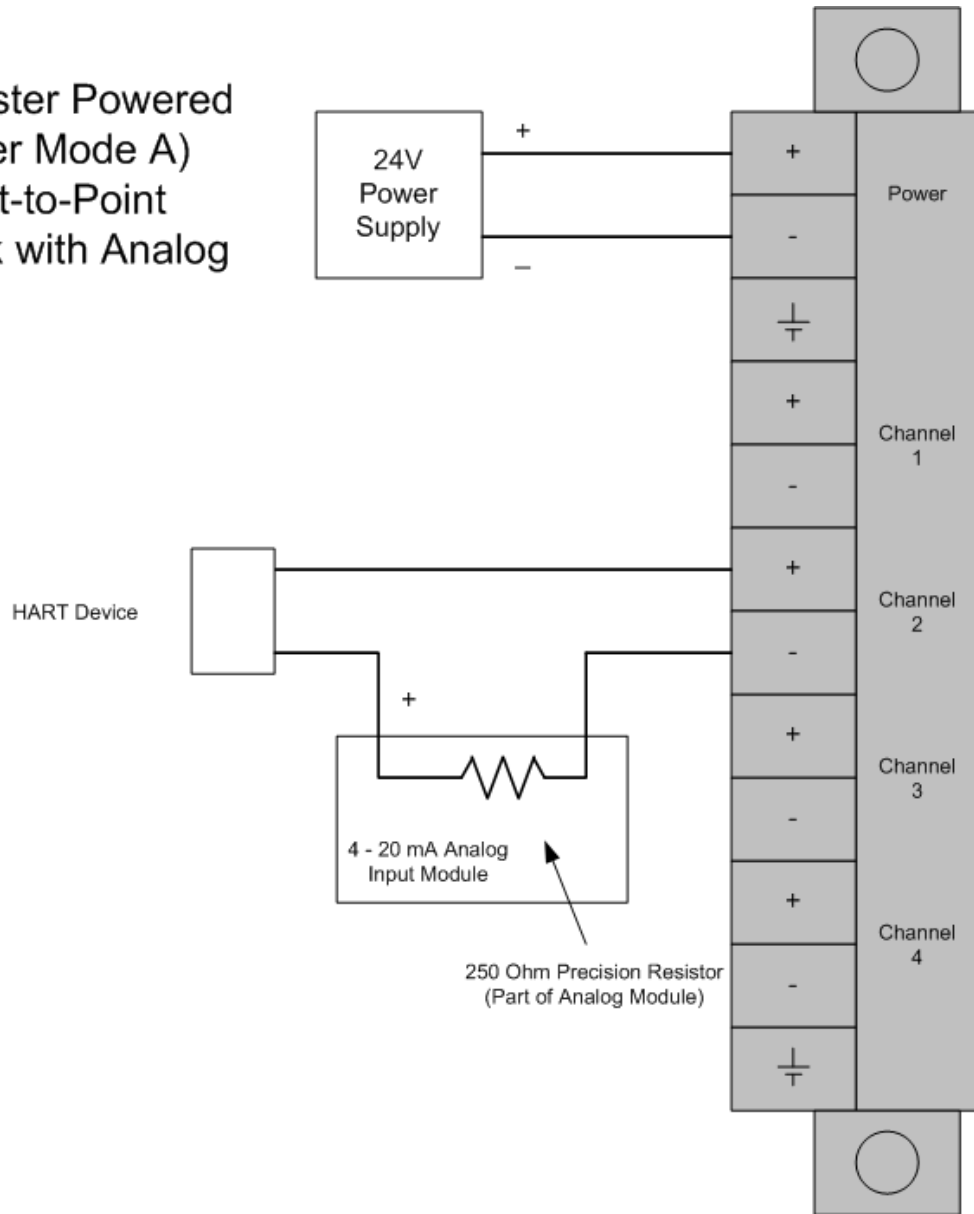 ster Powered
er Mode A)
t-to-Point
k with Analog
24V
Power
Supply
+
–
+
-
Power
+
-
Channel
1
+
-
Channel
2
+
-
Channel
3
+
-
Channel
4
HART Device
+
4 - 20 mA Analog
Input Module
250 Ohm Precision Resistor
(Part of Analog Module)